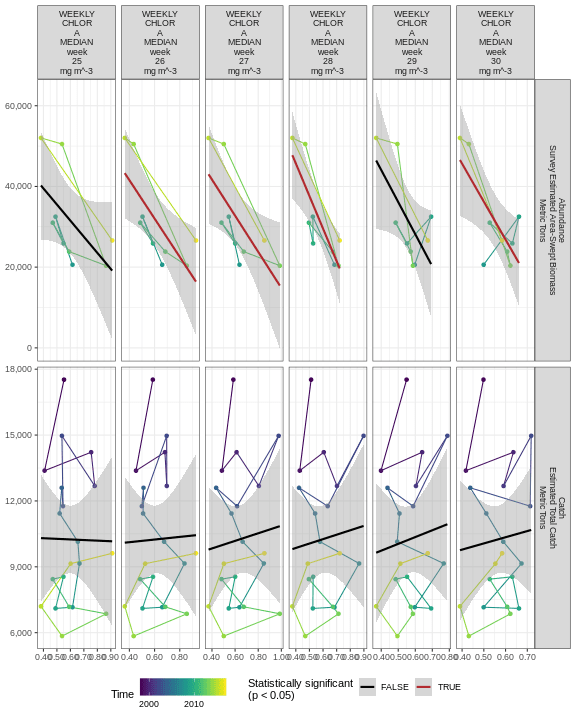 WEEKLY
CHLOR
A
MEDIAN
week
25
mg m^-3
WEEKLY
CHLOR
A
MEDIAN
week
26
mg m^-3
WEEKLY
CHLOR
A
MEDIAN
week
27
mg m^-3
WEEKLY
CHLOR
A
MEDIAN
week
28
mg m^-3
WEEKLY
CHLOR
A
MEDIAN
week
29
mg m^-3
WEEKLY
CHLOR
A
MEDIAN
week
30
mg m^-3
60,000
40,000
20,000
0
Abundance
Survey Estimated Area-Swept Biomass
Metric Tons
18,000
15,000
12,000
9,000
6,000
Catch
Estimated Total Catch
Metric Tons
0.40 0.50 0.60 0.70 0.80 0.90
0.40 0.60 0.80
0.40 0.60 0.80 1.00
0.40 0.50 0.60 0.70 0.80 0.90
0.40 0.50 0.60 0.70 0.80
0.40 0.50 0.60 0.70
Time
2000 2010
Statistically significant
(p < 0.05)
FALSE
TRUE